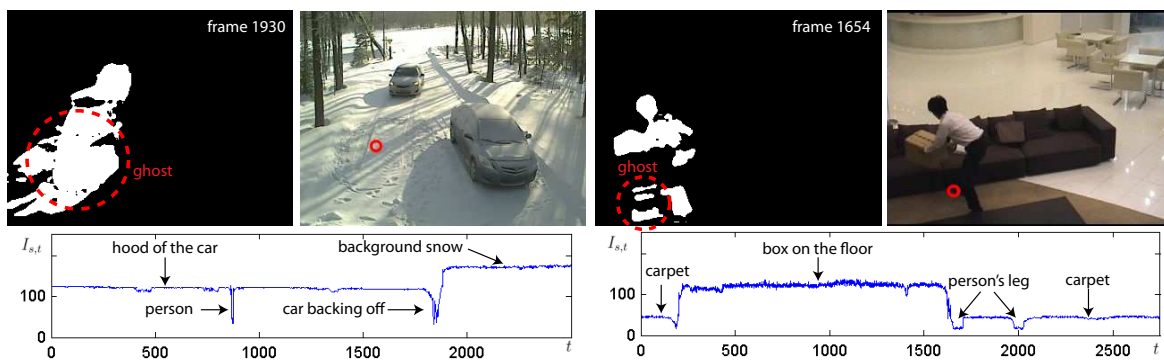 frame 1930
ghost
frame 1654
ghost
I_{s,t}
hood of the car
background snow
person
car backing off
100
0
0
500
1000
1500
2000
t
I_{s,t}
carpet
box on the floor
person's leg
carpet
100
0
0
500
1000
1500
2000
t